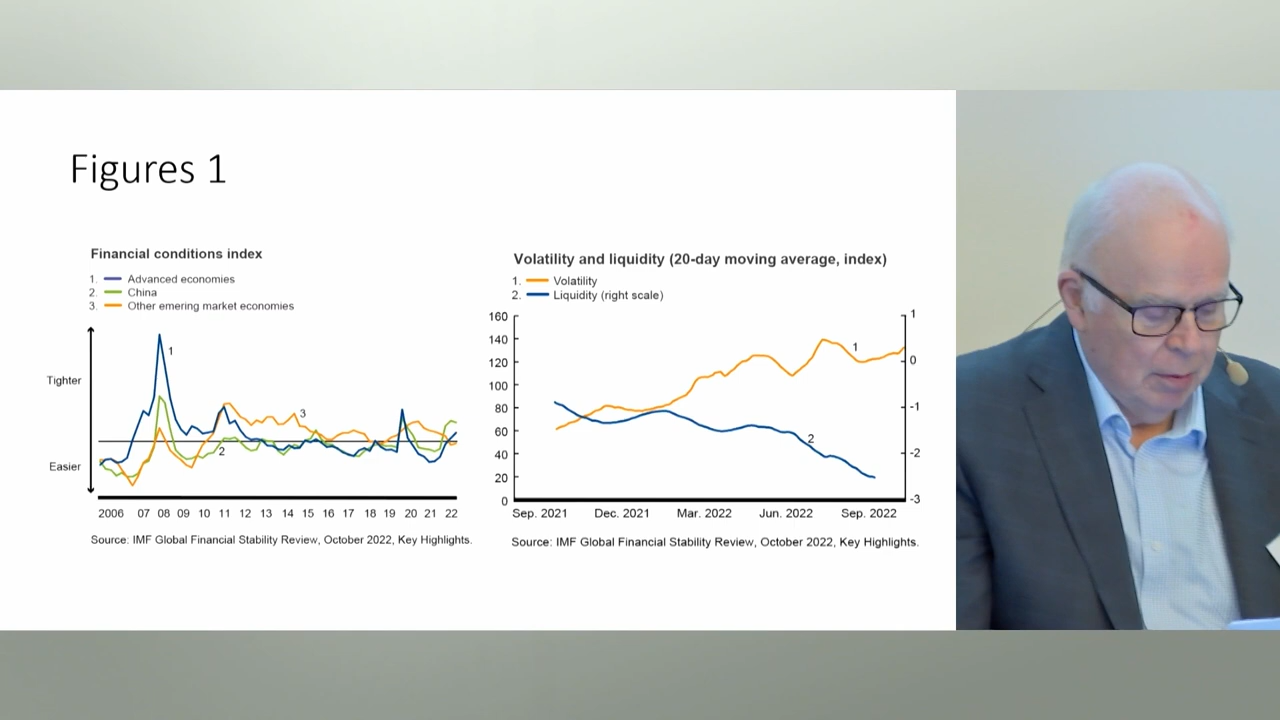 Figures 1
Financial conditions index
1. Advanced economies
2. China
3. Other emering market economies
Tighter
Easier
1
2
3
2006 07 08 09 10 11 12 13 14 15 16 17 18 19 20 21 22
Source: IMF Global Financial Stability Review, October 2022, Key Highlights.
Volatility and liquidity (20-day moving average, index)
1. Volatility
2. Liquidity (right scale)
160
140
120
100
80
60
40
20
0
1
0
-1
-2
-3
1
2
Sep. 2021 Dec. 2021 Mar. 2022 Jun. 2022 Sep. 2022
Source: IMF Global Financial Stability Review, October 2022, Key Highlights.